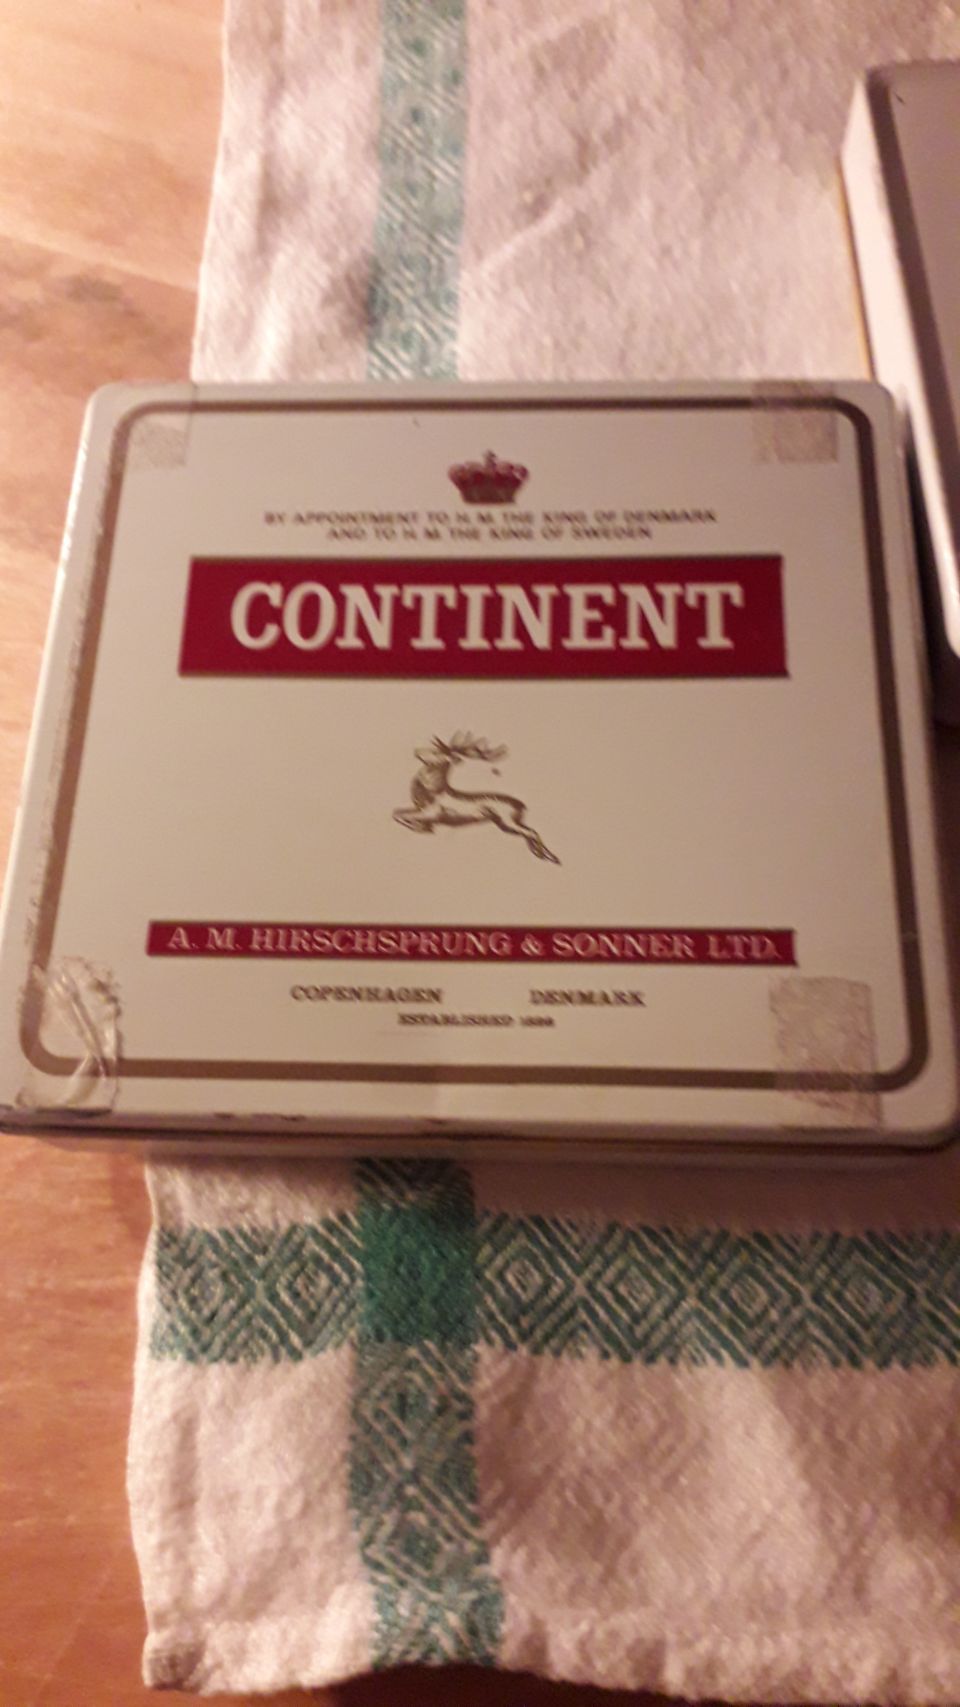 BY APPOINTMENT TO H. M. THE KING OF DENMARK
AND TO H. M. THE KING OF SWEDEN
CONTINENT
A. M. HIRSCHSPRUNG & SØNNER LTD.
COPENHAGEN DENMARK
ESTABLISHED